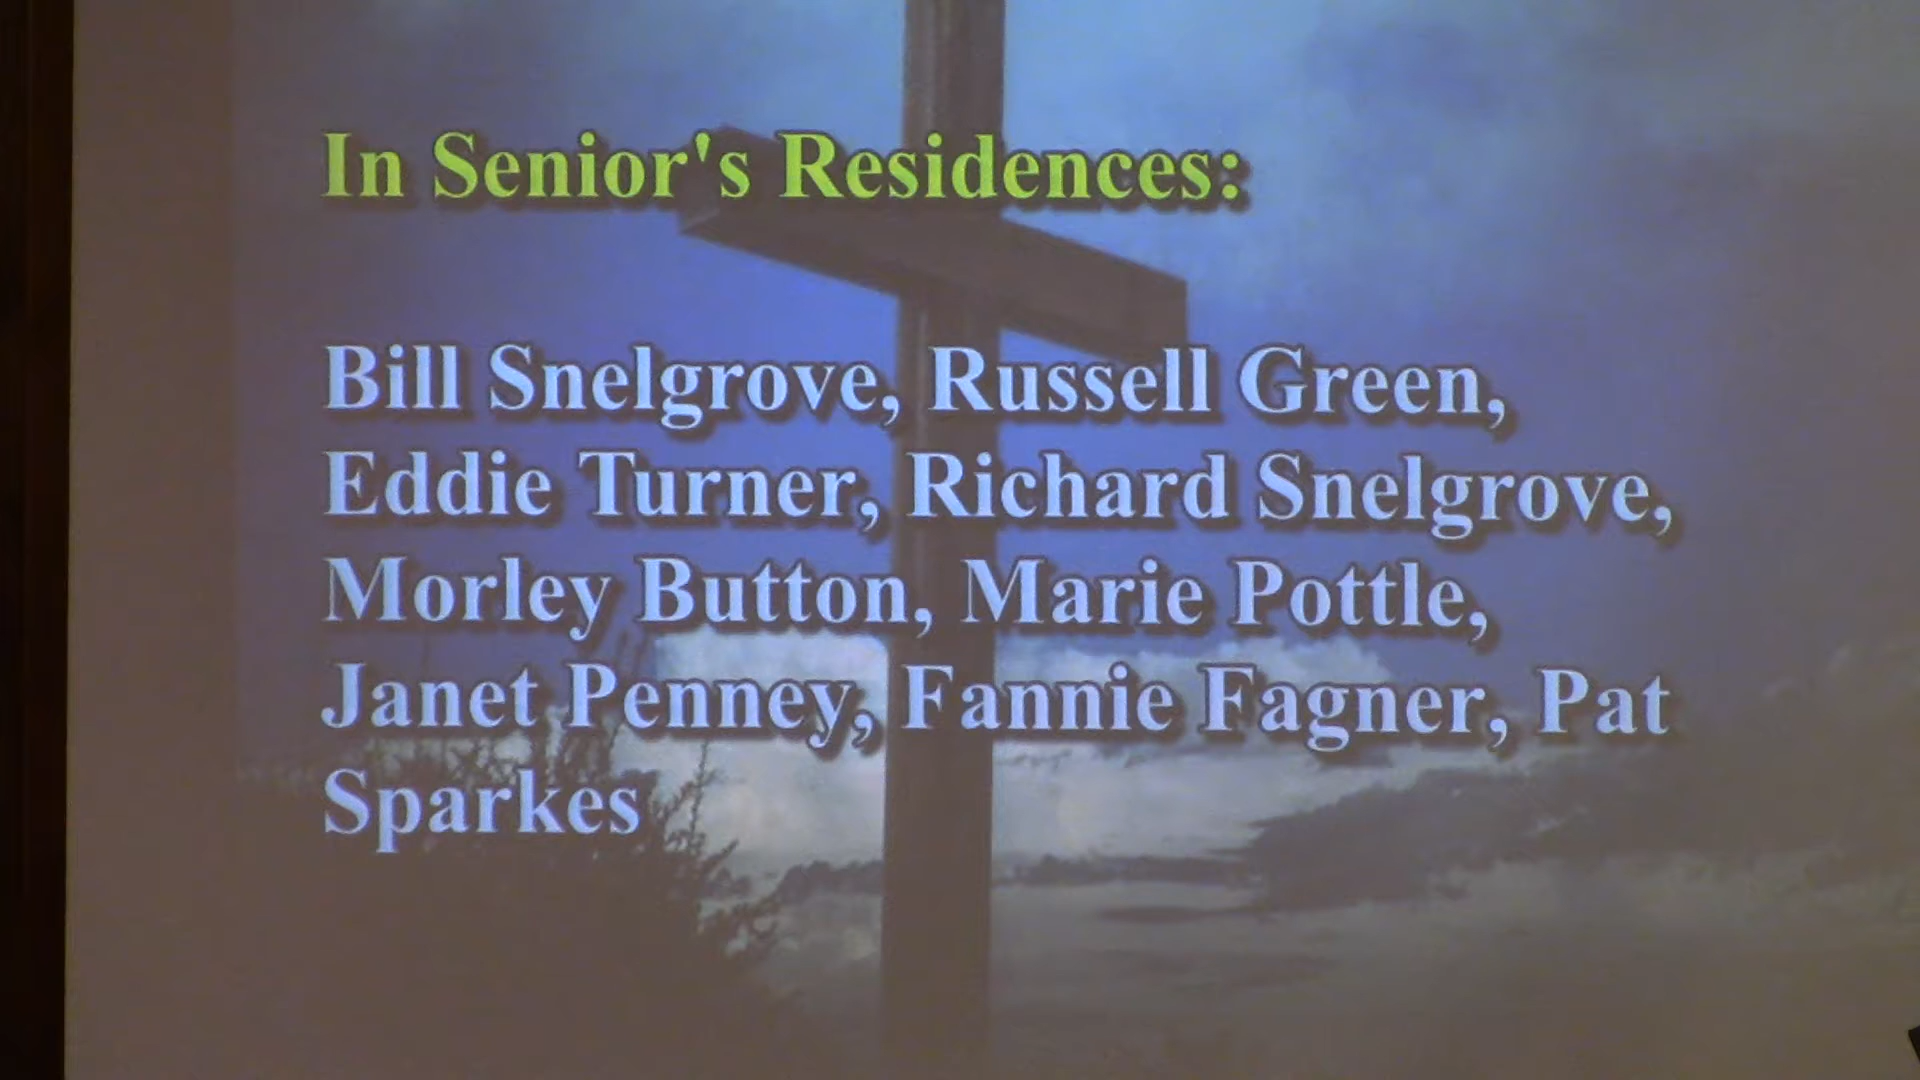 In Senior's Residences:
Bill Snelgrove, Russell Green,
Eddie Turner, Richard Snelgrove,
Morley Button, Marie Pottle,
Janet Penney, Fannie Fagner, Pat
Sparkes